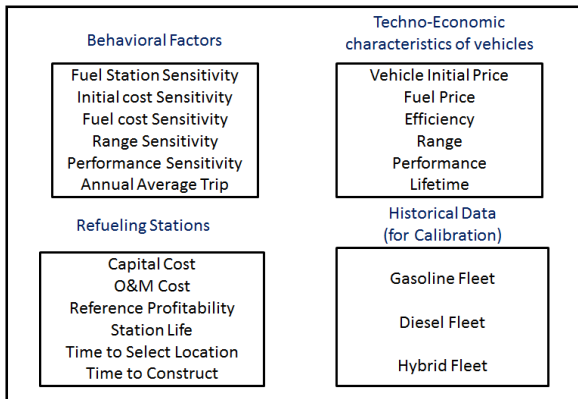 Behavioral Factors
Fuel Station Sensitivity
Initial cost Sensitivity
Fuel cost Sensitivity
Range Sensitivity
Performance Sensitivity
Annual Average Trip
Techno-Economic
characteristics of vehicles
Vehicle Initial Price
Fuel Price
Efficiency
Range
Performance
Lifetime
Refueling Stations
Capital Cost
O&M Cost
Reference Profitability
Station Life
Time to Select Location
Time to Construct
Historical Data
(for Calibration)
Gasoline Fleet
Diesel Fleet
Hybrid Fleet